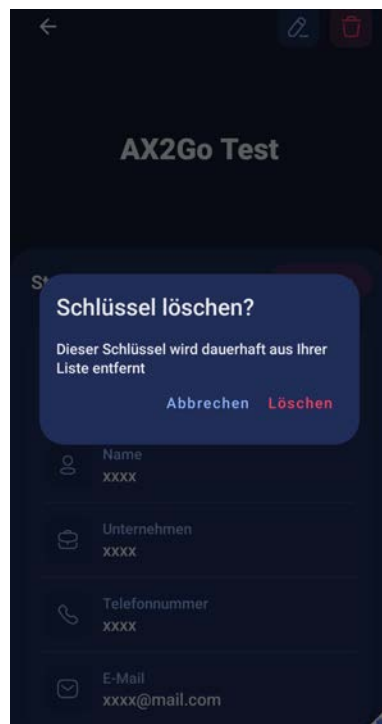 AX2Go Test
St
Schlüssel löschen?
Dieser Schlüssel wird dauerhaft aus Ihrer
Liste entfernt
Abbrechen Löschen
Name
xxxx
Unternehmen
xxxx
Telefonnummer
xxxx
E-Mail
xxxx@mail.com